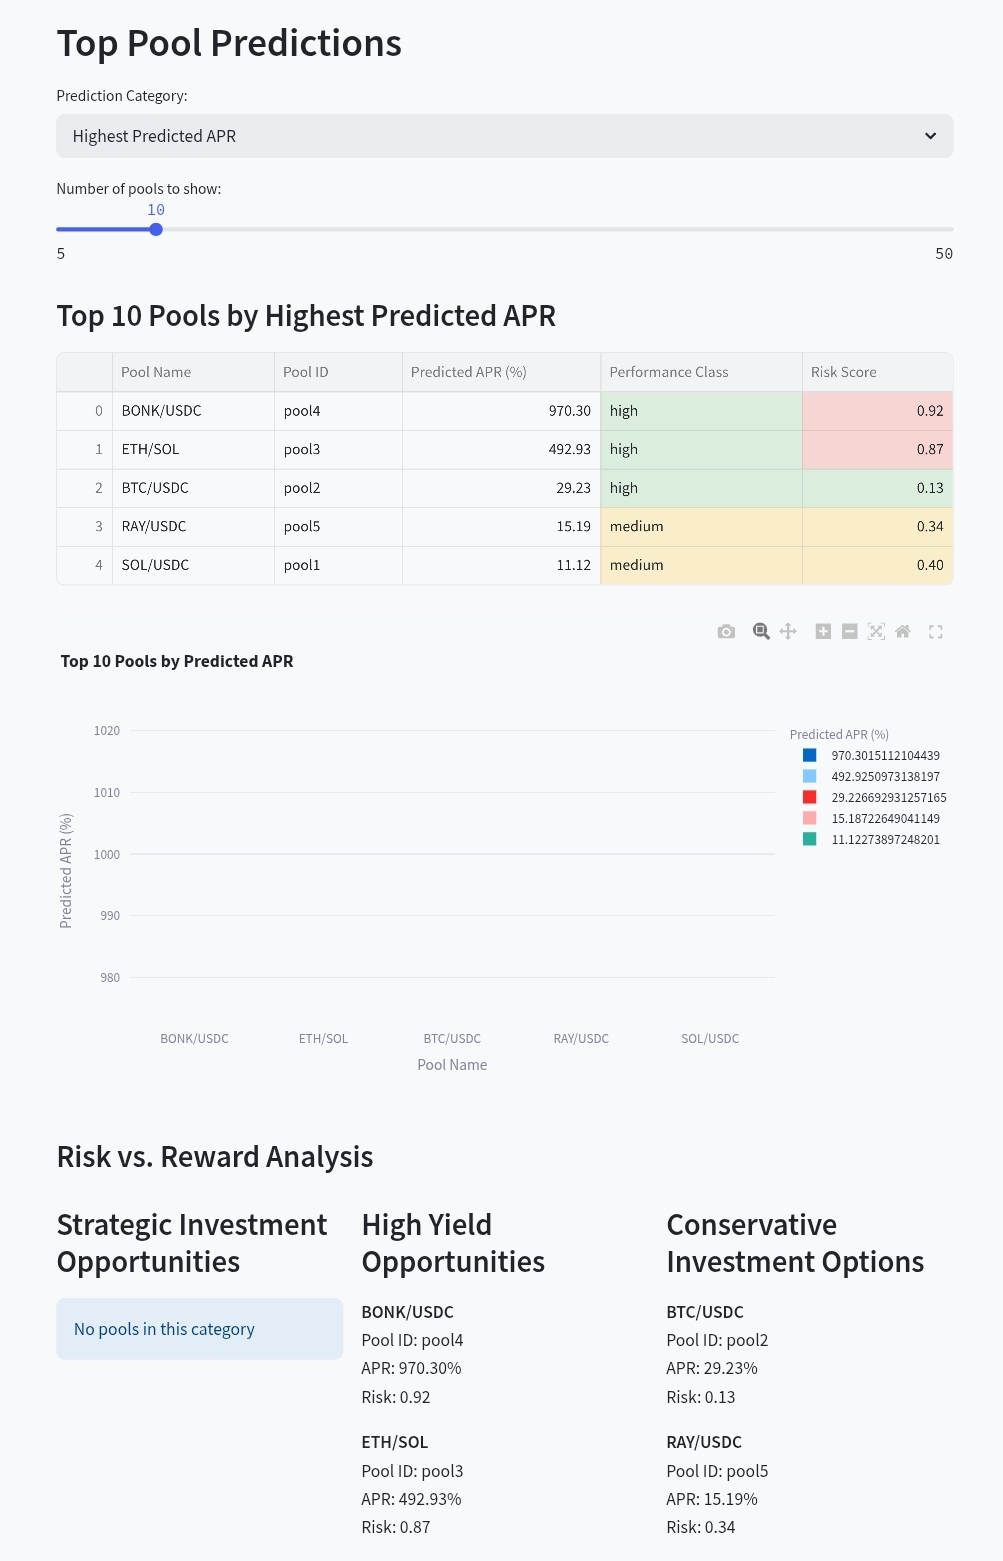 Top Pool Predictions
Prediction Category:
Highest Predicted APR
Number of pools to show:
10
5 50
Top 10 Pools by Highest Predicted APR
Pool Name Pool ID Predicted APR (%) Performance Class Risk Score
0 BONK/USDC pool4 970.30 high 0.92
1 ETH/SOL pool3 492.93 high 0.87
2 BTC/USDC pool2 29.23 high 0.13
3 RAY/USDC pool5 15.19 medium 0.34
4 SOL/USDC pool1 11.12 medium 0.40
Top 10 Pools by Predicted APR
Predicted APR (%)
1020
1010
1000
990
980
BONK/USDC ETH/SOL BTC/USDC RAY/USDC SOL/USDC
Pool Name
Predicted APR (%)
970.3015112104439
492.9250973138197
29.226692931257165
15.18722649041149
11.12273897248201
Risk vs. Reward Analysis
Strategic Investment
Opportunities
No pools in this category
High Yield
Opportunities
BONK/USDC
Pool ID: pool4
APR: 970.30%
Risk: 0.92
ETH/SOL
Pool ID: pool3
APR: 492.93%
Risk: 0.87
Conservative
Investment Options
BTC/USDC
Pool ID: pool2
APR: 29.23%
Risk: 0.13
RAY/USDC
Pool ID: pool5
APR: 15.19%
Risk: 0.34